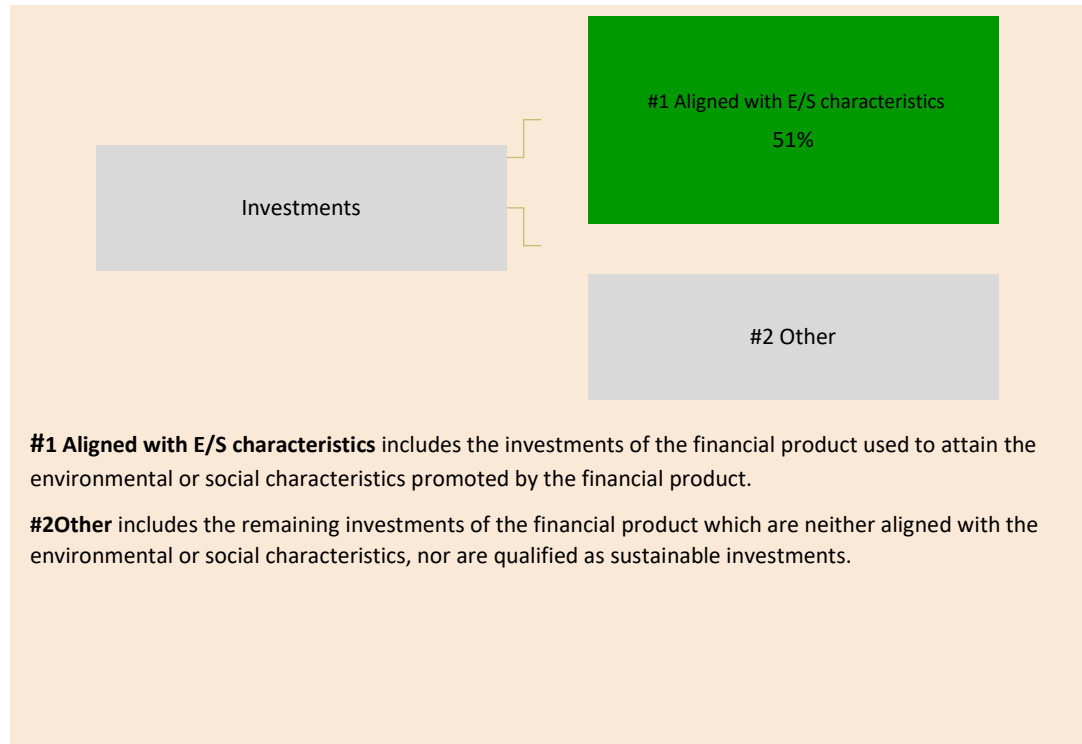 #1 Aligned with E/S characteristics
51%
Investments
#2 Other
#1 Aligned with E/S characteristics includes the investments of the financial product used to attain the
environmental or social characteristics promoted by the financial product.
#2Other includes the remaining investments of the financial product which are neither aligned with the
environmental or social characteristics, nor are qualified as sustainable investments.